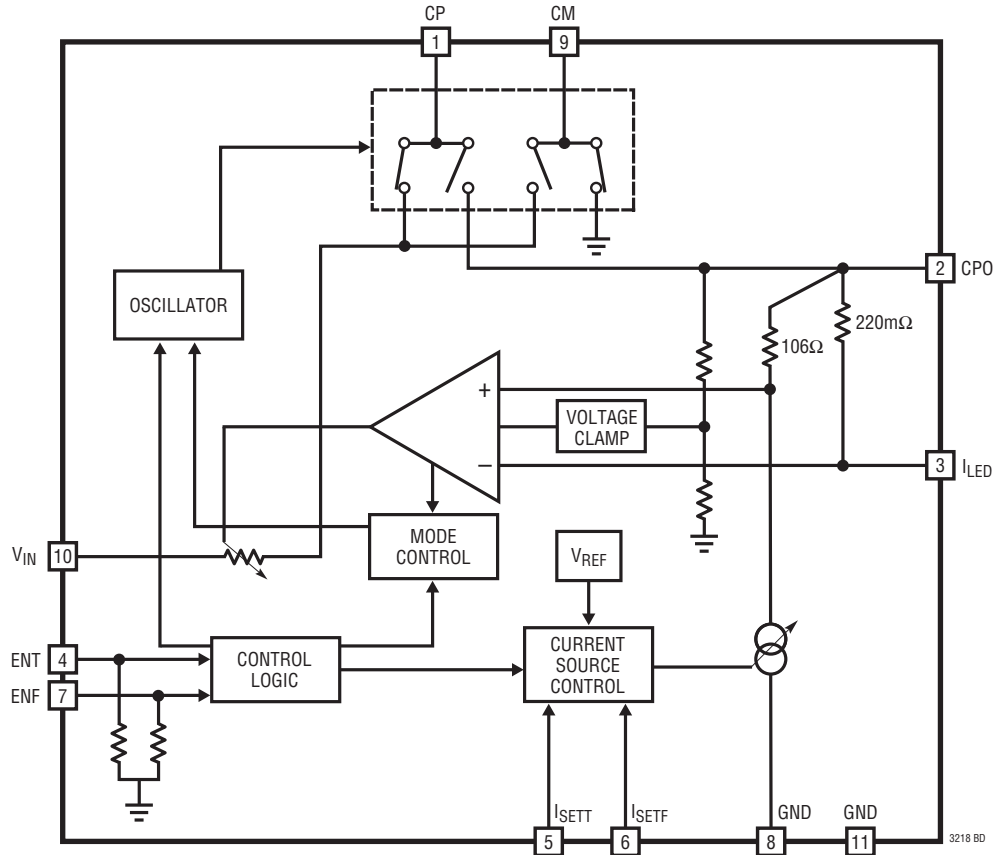 CP
CM
1
9
OSCILLATOR
2
CPO
220mΩ
106Ω
+
VOLTAGE
CLAMP
–
3
ILED
MODE
CONTROL
VIN
10
VREF
ENT
4
CONTROL
LOGIC
CURRENT
SOURCE
CONTROL
ENF
7
ISETT
ISETF
GND
GND
5
6
8
11
3218 BD